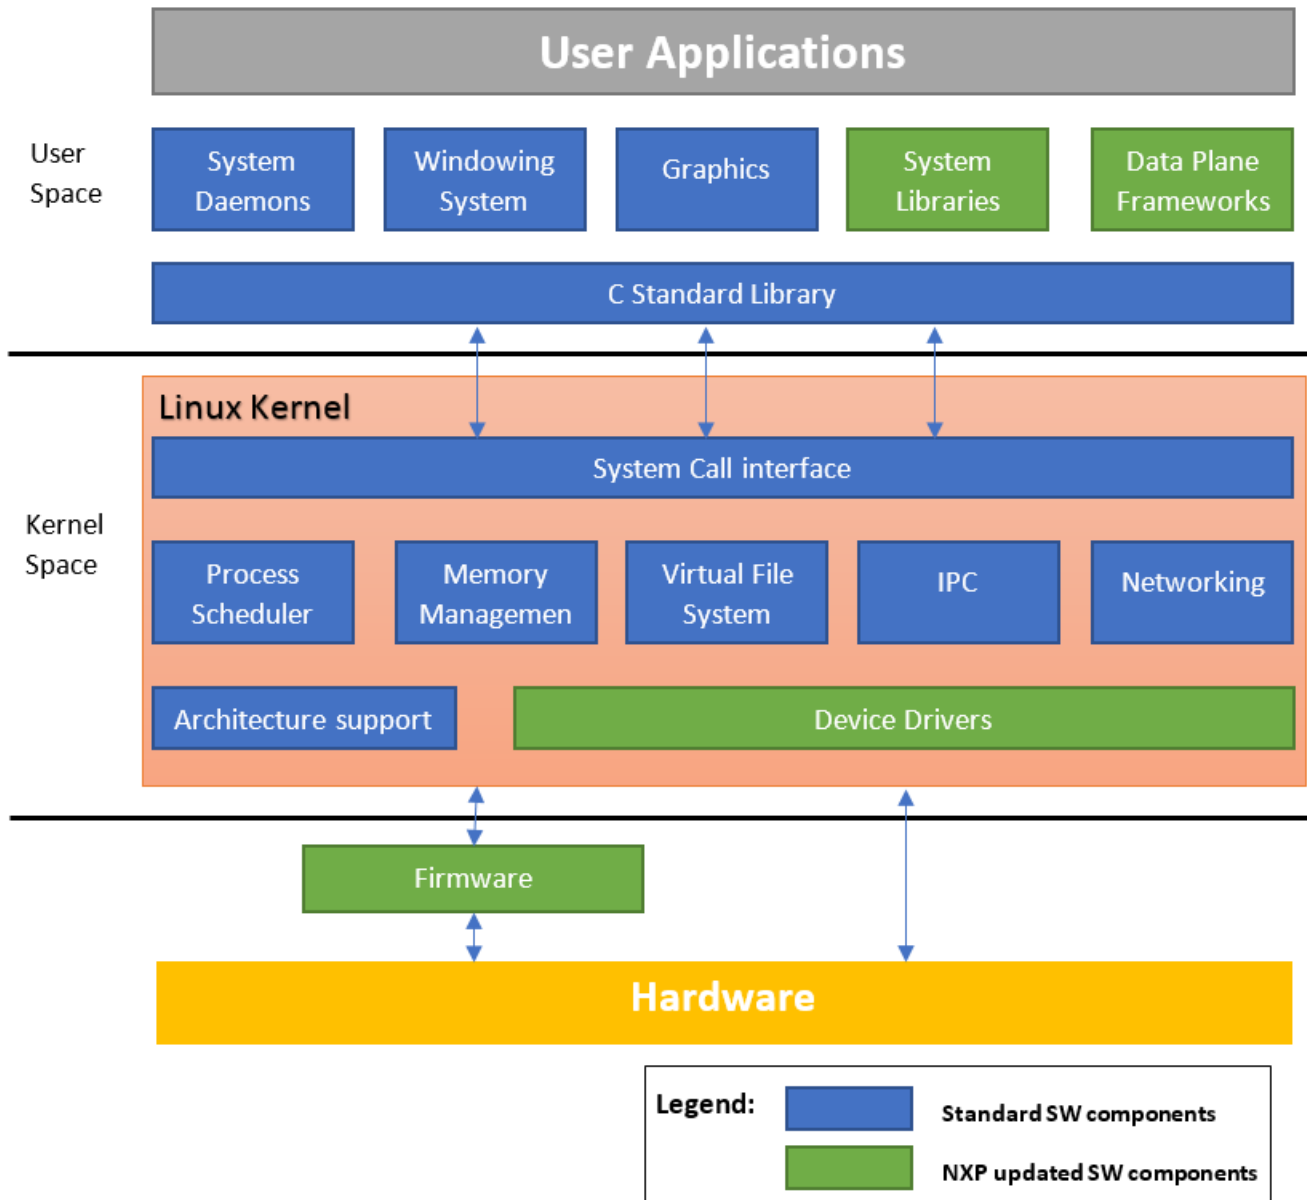 User Applications
User
Space
System
Daemons
Windowing
System
Graphics
System
Libraries
Data Plane
Frameworks
C Standard Library
Linux Kernel
System Call interface
Kernel
Space
Process
Scheduler
Memory
Managemen
Virtual File
System
IPC
Networking
Architecture support
Device Drivers
Firmware
Hardware
Legend:
Standard SW components
NXP updated SW components